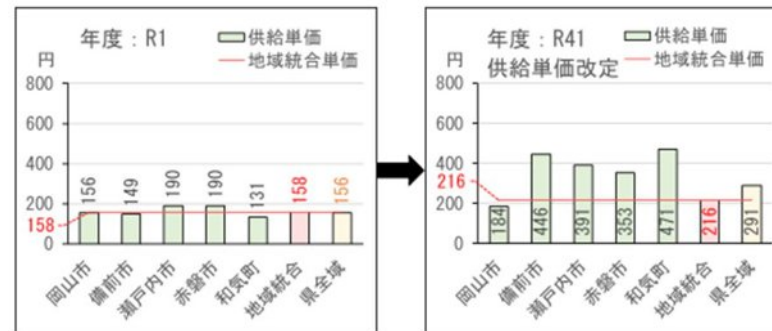 年度：R1
供給単価
地域統合単価
円
800
600
400
200
0
158
156
149
190
190
131
158
156
岡山市
備前市
瀬戸内市
赤磐市
和気町
地域統合
県全域
年度：R41
供給単価改定
供給単価
地域統合単価
円
800
600
400
200
0
216
184
446
391
353
471
216
291
岡山市
備前市
瀬戸内市
赤磐市
和気町
地域統合
県全域